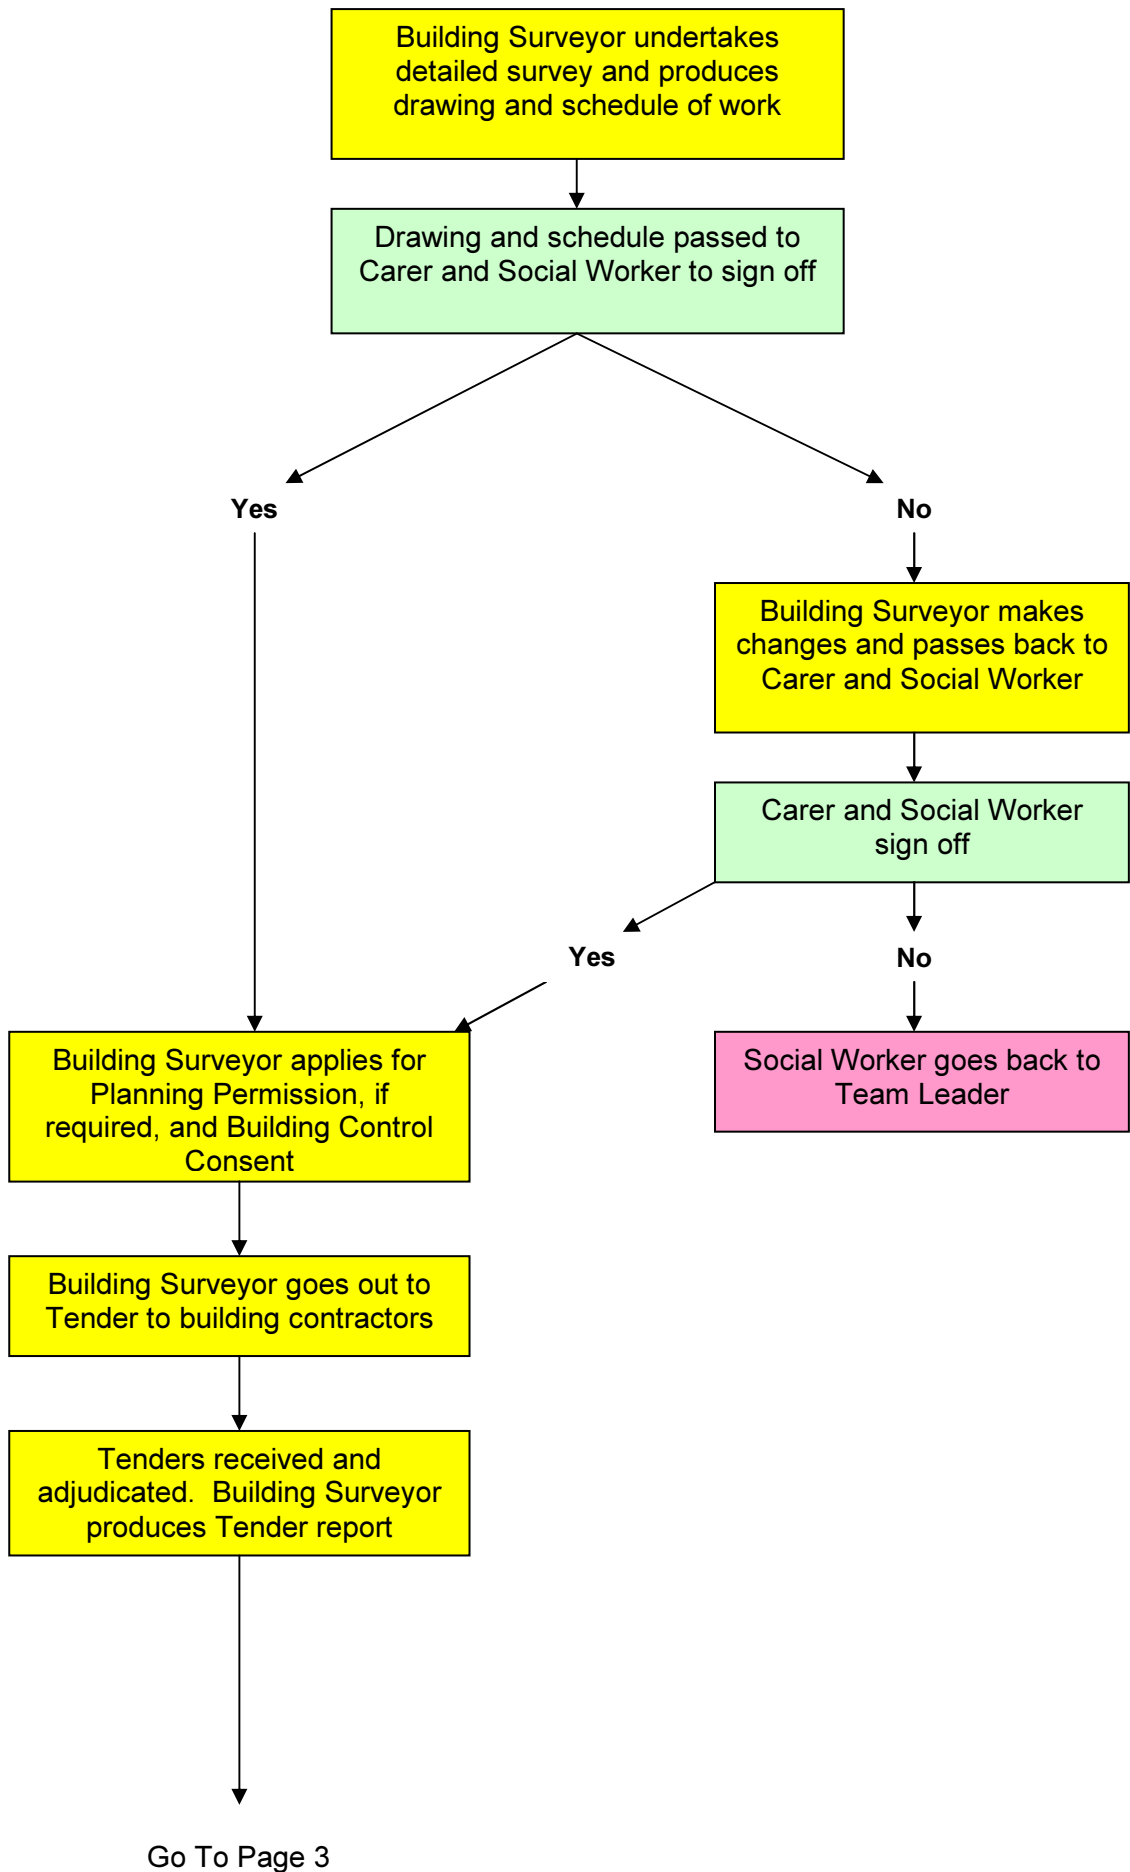 Building Surveyor undertakes
detailed survey and produces
drawing and schedule of work
Drawing and schedule passed to
Carer and Social Worker to sign off
Yes
No
Building Surveyor makes
changes and passes back to
Carer and Social Worker
Carer and Social Worker
sign off
Yes
No
Building Surveyor applies for
Planning Permission, if
required, and Building Control
Consent
Social Worker goes back to
Team Leader
Building Surveyor goes out to
Tender to building contractors
Tenders received and
adjudicated.  Building Surveyor
produces Tender report
Go To Page 3